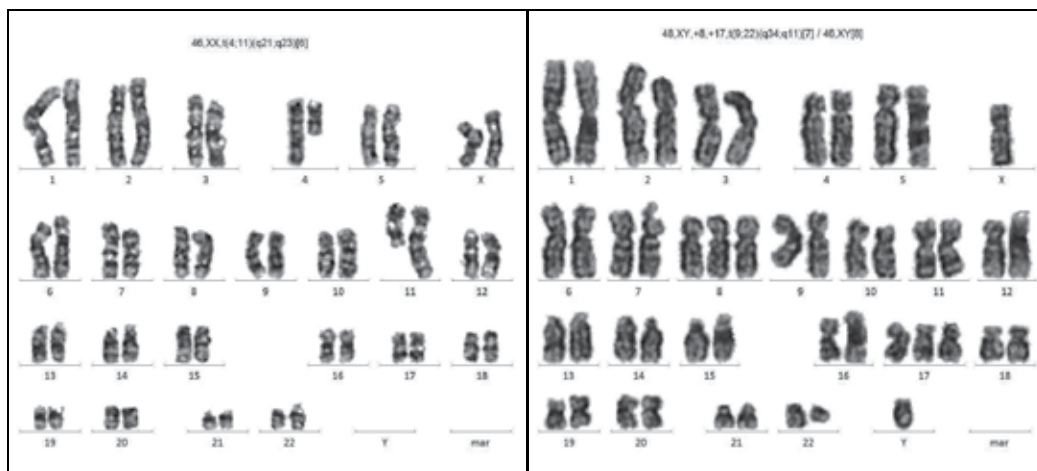 46,XX,t(4;11)(q21;q23)[6]
1 2 3 4 5 X
6 7 8 9 10 11 12
13 14 15 16 17 18
19 20 21 22 Y mar
48,XY,+8,+17,t(9;22)(q34;q11)[7] / 46,XY[8]
1 2 3 4 5 X
6 7 8 9 10 11 12
13 14 15 16 17 18
19 20 21 22 Y mar